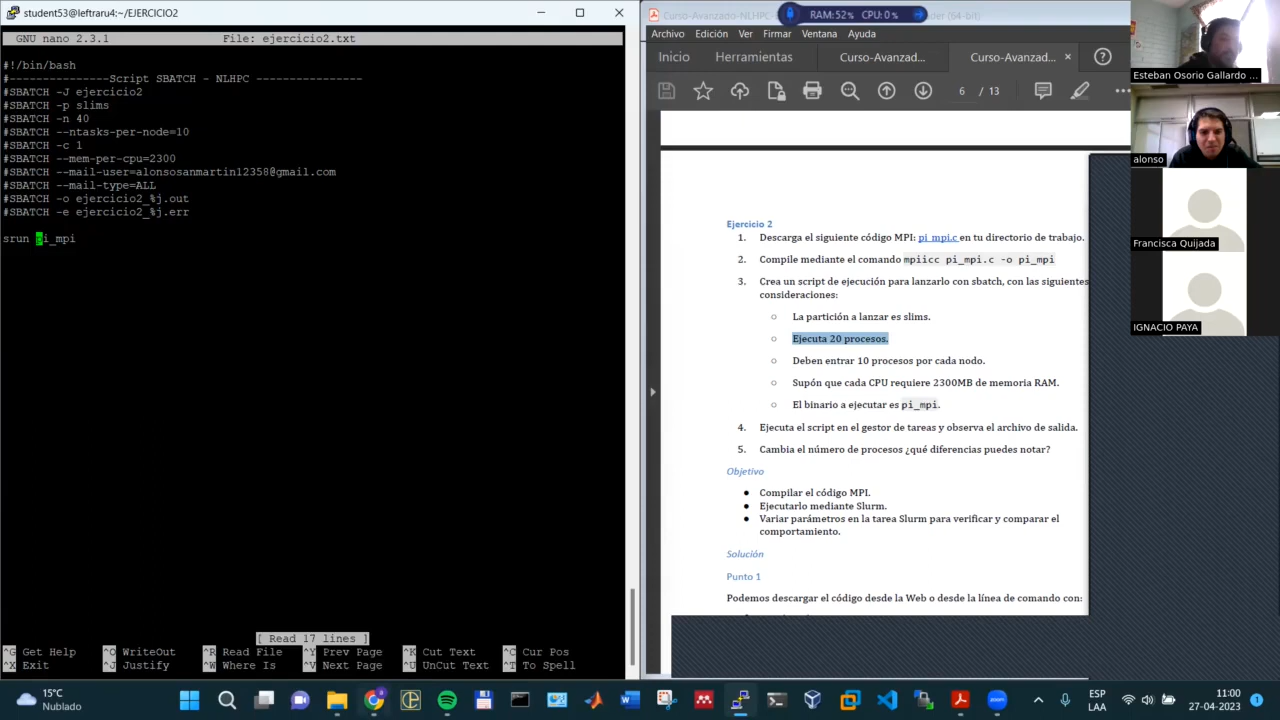 student53@leftraru4:~/EJERCICIO2
GNU nano 2.3.1 File: ejercicio2.txt
#!/bin/bash
#---------------Script SBATCH - NLHPC ----------------
#SBATCH -J ejercicio2
#SBATCH -p slims
#SBATCH -n 40
#SBATCH --ntasks-per-node=10
#SBATCH -c 1
#SBATCH --mem-per-cpu=2300
#SBATCH --mail-user=alonsosanmartin12358@gmail.com
#SBATCH --mail-type=ALL
#SBATCH -o ejercicio2_%j.out
#SBATCH -e ejercicio2_%j.err
srun pi_mpi
[ Read 17 lines ]
^G Get Help ^O WriteOut ^R Read File ^Y Prev Page ^K Cut Text ^C Cur Pos
^X Exit ^J Justify ^W Where Is ^V Next Page ^U UnCut Text ^T To Spell
Curso-Avanzado-NLHPC- RAM:52% CPU:0% der (64-bit)
Archivo Edición Ver Firmar Ventana Ayuda
Inicio Herramientas Curso-Avanzad... Curso-Avanzad...
6 / 13
Ejercicio 2
1. Descarga el siguiente código MPI: pi_mpi.c en tu directorio de trabajo.
2. Compile mediante el comando mpiicc pi_mpi.c -o pi_mpi
3. Crea un script de ejecución para lanzarlo con sbatch, con las siguientes
consideraciones:
○ La partición a lanzar es slims.
○ Ejecuta 20 procesos.
○ Deben entrar 10 procesos por cada nodo.
○ Supón que cada CPU requiere 2300MB de memoria RAM.
○ El binario a ejecutar es pi_mpi.
4. Ejecuta el script en el gestor de tareas y observa el archivo de salida.
5. Cambia el número de procesos ¿qué diferencias puedes notar?
Objetivo
● Compilar el código MPI.
● Ejecutarlo mediante Slurm.
● Variar parámetros en la tarea Slurm para verificar y comparar el
comportamiento.
Solución
Punto 1
Podemos descargar el código desde la Web o desde la línea de comando con:
Esteban Osorio Gallardo ...
alonso
Francisca Quijada
IGNACIO PAYA
15°C
Nublado
ESP
LAA
11:00
27-04-2023